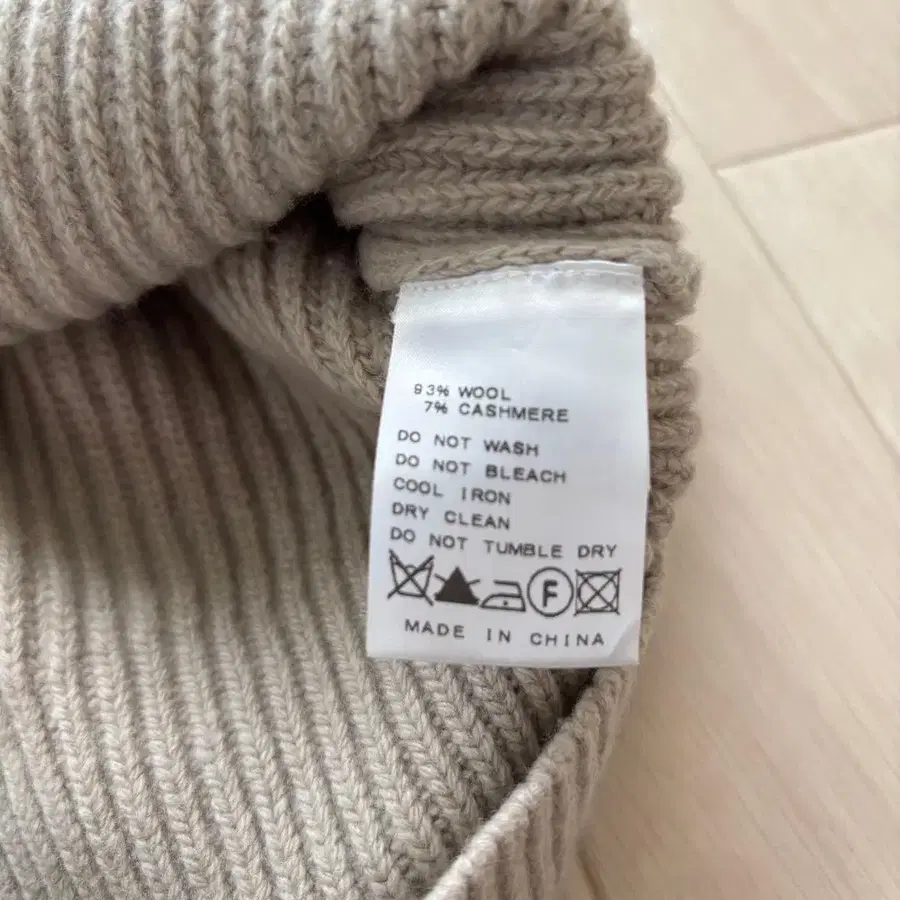 93% WOOL
7% CASHMERE
DO NOT WASH
DO NOT BLEACH
COOL IRON
DRY CLEAN
DO NOT TUMBLE DRY
F
MADE IN CHINA